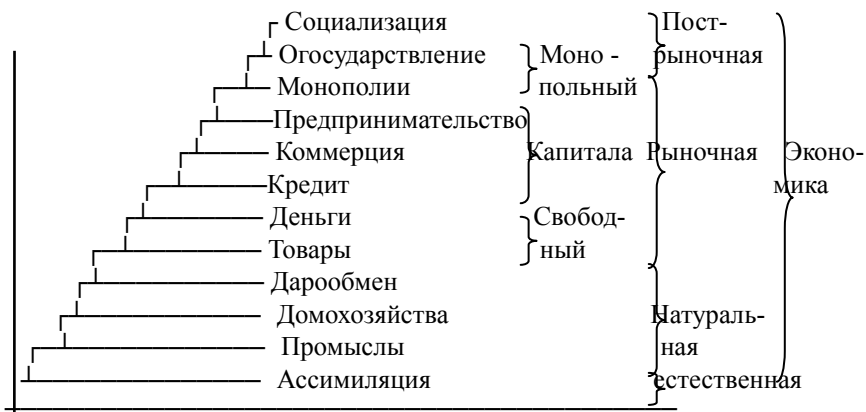 Социализация Пост-
Огосударствление Моно - рыночная
Монополии польный
Предпринимательство
Коммерция Капитала Рыночная Эконо-
Кредит мика
Деньги Свобод-
Товары ный
Дарообмен
Домохозяйства Натураль-
Промыслы ная
Ассимиляция естественная